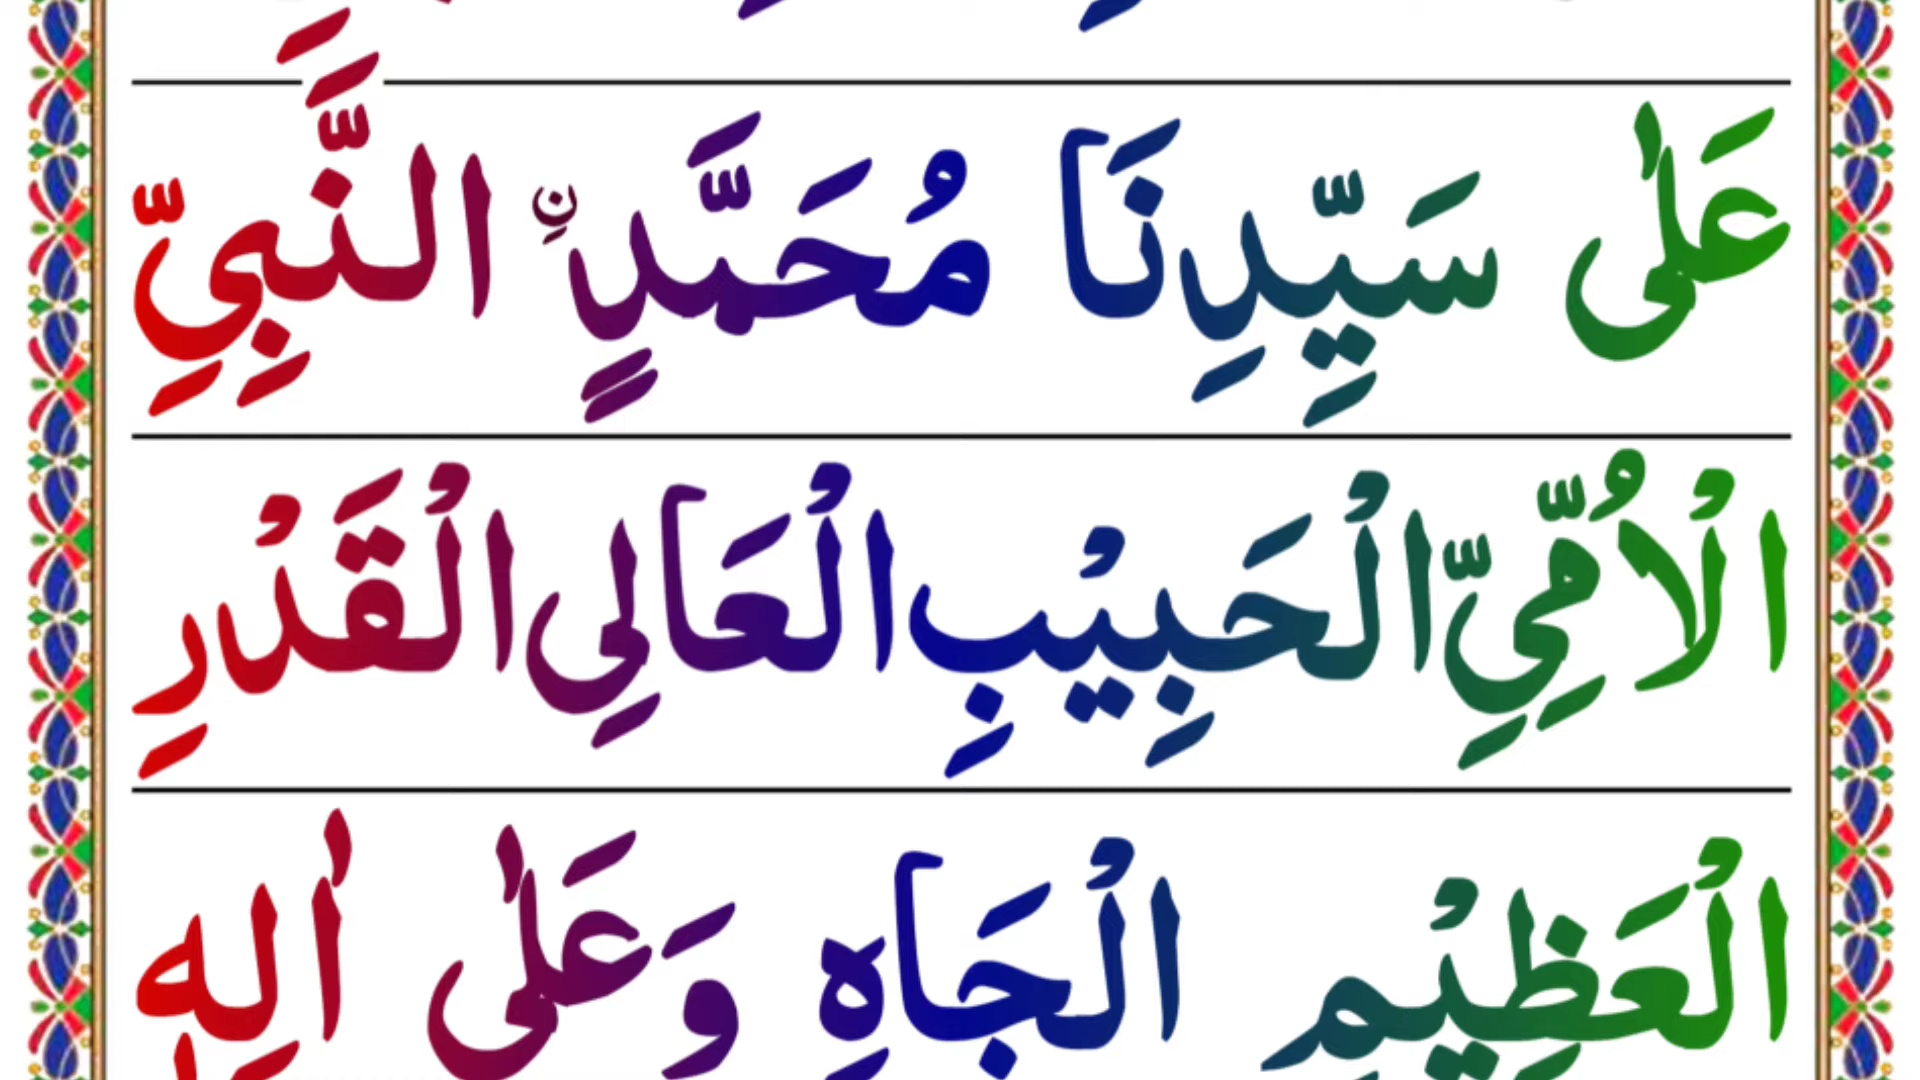 عَلٰى سَيِّدِنَا مُحَمَّدٍ نِ النَّبِيِّ
الْاُمِّيِّ الْحَبِيْبِ الْعَالِي الْقَدْرِ
الْعَظِيْمِ الْجَاهِ وَعَلٰى اٰلِهٖ